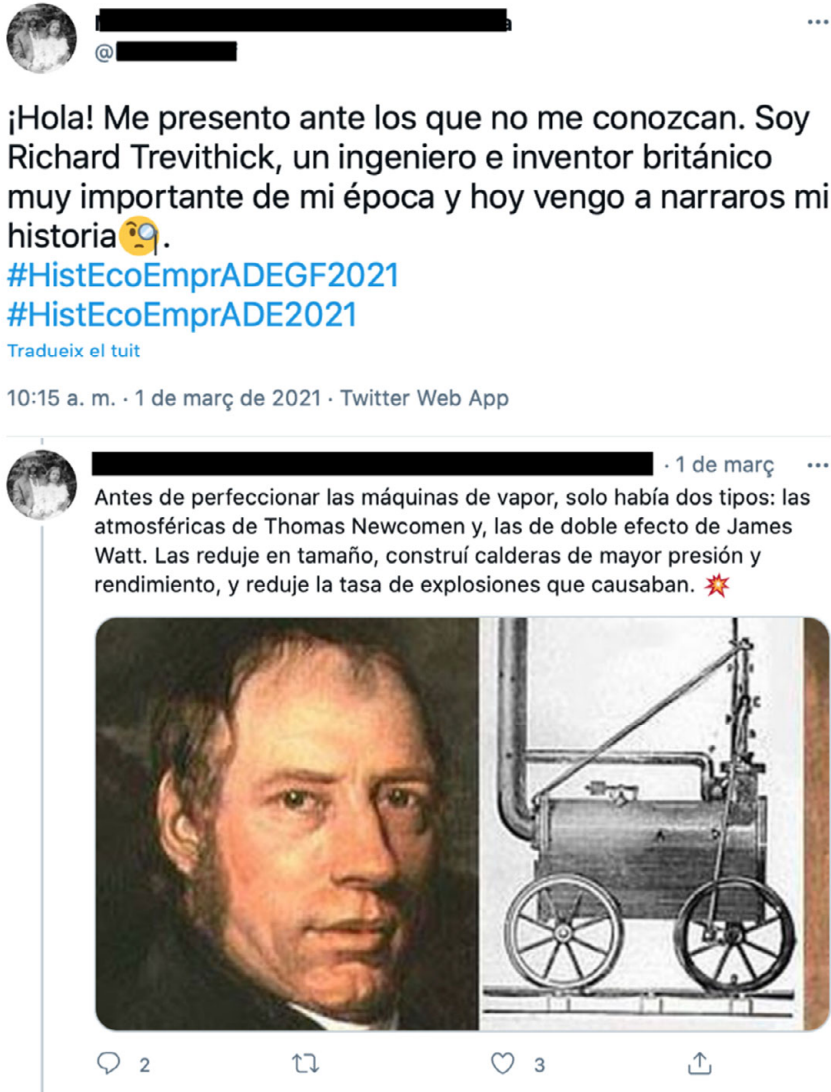 @
¡Hola! Me presento ante los que no me conozcan. Soy
Richard Trevithick, un ingeniero e inventor británico
muy importante de mi época y hoy vengo a narraros mi
historia🧐.
#HistEcoEmprADEGF2021
#HistEcoEmprADE2021
Tradueix el tuit
10:15 a. m. · 1 de març de 2021 · Twitter Web App
· 1 de març
Antes de perfeccionar las máquinas de vapor, solo había dos tipos: las
atmosféricas de Thomas Newcomen y, las de doble efecto de James
Watt. Las reduje en tamaño, construí calderas de mayor presión y
rendimiento, y reduje la tasa de explosiones que causaban. 💥
2
3